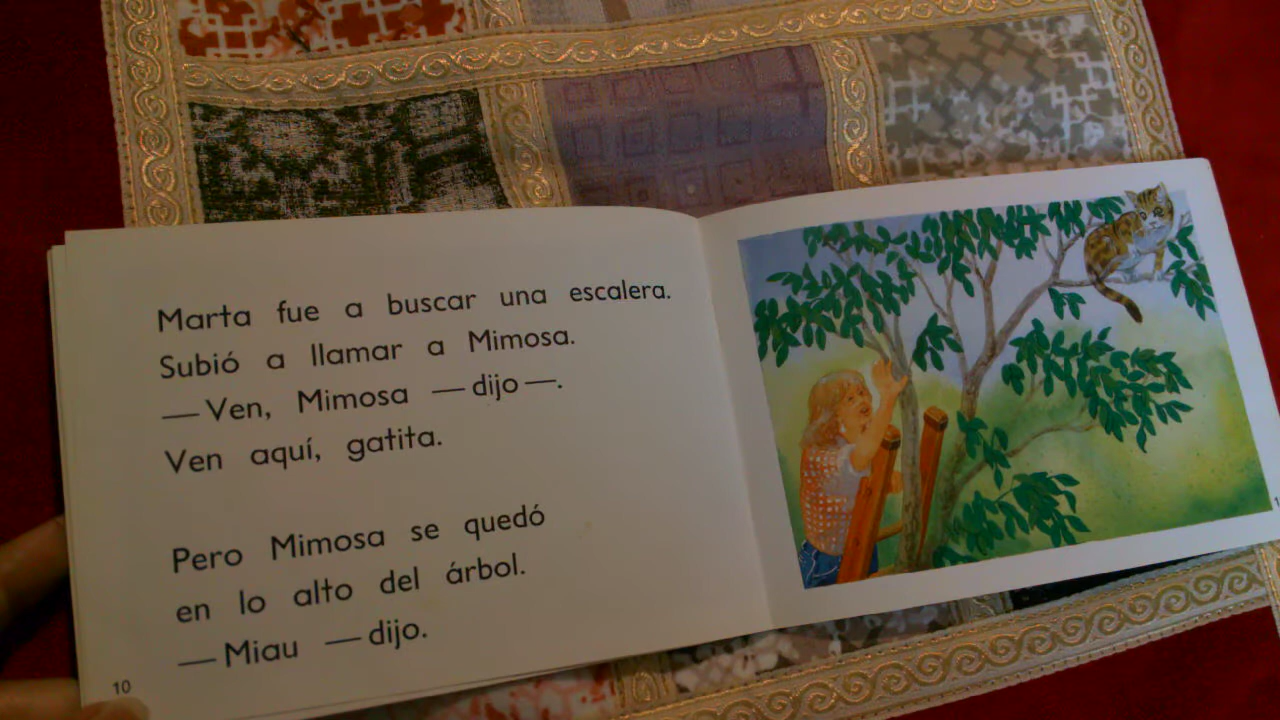 Marta fue a buscar una escalera.
Subió a llamar a Mimosa.
— Ven, Mimosa — dijo —.
Ven aquí, gatita.
Pero Mimosa se quedó
en lo alto del árbol.
— Miau — dijo.
10